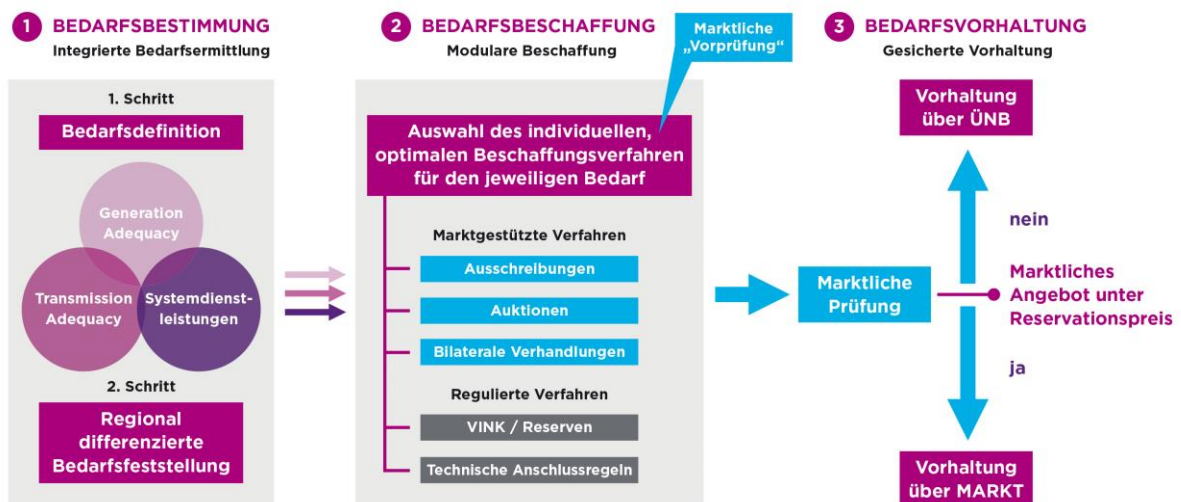 1 BEDARFSBESTIMMUNG
Integrierte Bedarfsermittlung
1. Schritt
Bedarfsdefinition
Generation
Adequacy
Transmission
Adequacy
Systemdienst-
leistungen
2. Schritt
Regional
differenzierte
Bedarfsfeststellung
2 BEDARFSBESCHAFFUNG
Modulare Beschaffung
Marktliche
„Vorprüfung“
Auswahl des individuellen,
optimalen Beschaffungsverfahren
für den jeweiligen Bedarf
Marktgestützte Verfahren
Ausschreibungen
Auktionen
Bilaterale Verhandlungen
Regulierte Verfahren
VINK / Reserven
Technische Anschlussregeln
3 BEDARFSVORHALTUNG
Gesicherte Vorhaltung
Vorhaltung
über ÜNB
nein
Marktliche
Prüfung
Marktliches
Angebot unter
Reservationspreis
ja
Vorhaltung
über MARKT